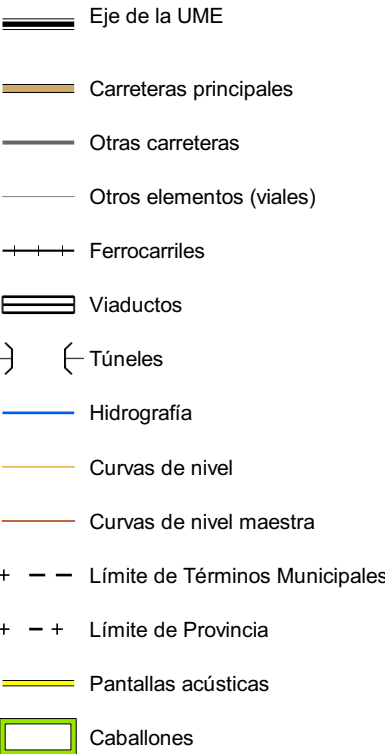 Eje de la UME
Carreteras principales
Otras carreteras
Otros elementos (viales)
Ferrocarriles
Viaductos
Túneles
Hidrografía
Curvas de nivel
Curvas de nivel maestra
Límite de Términos Municipales
Límite de Provincia
Pantallas acústicas
Caballones